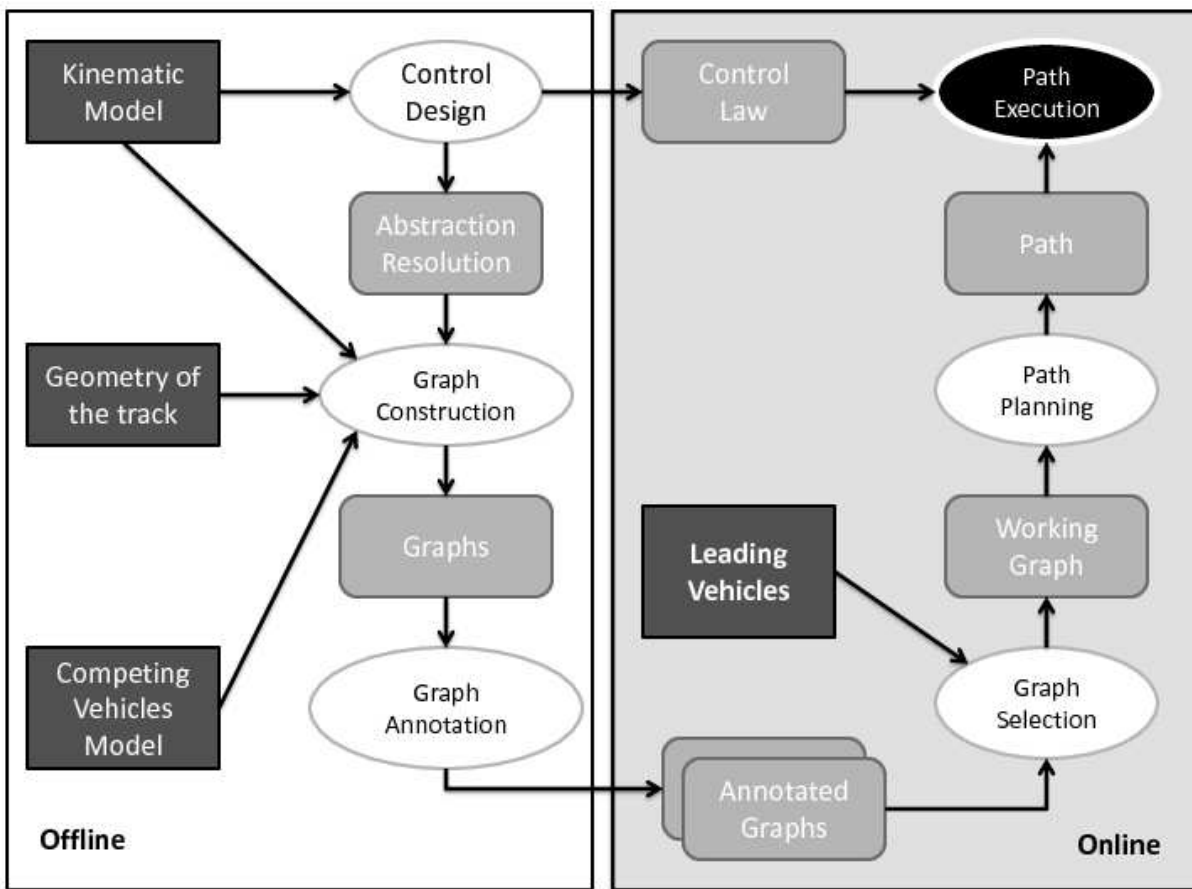 Kinematic
Model
Control
Design
Abstraction
Resolution
Geometry of
the track
Graph
Construction
Graphs
Competing
Vehicles
Model
Graph
Annotation
Offline
Control
Law
Path
Execution
Path
Path
Planning
Leading
Vehicles
Working
Graph
Graph
Selection
Annotated
Graphs
Online